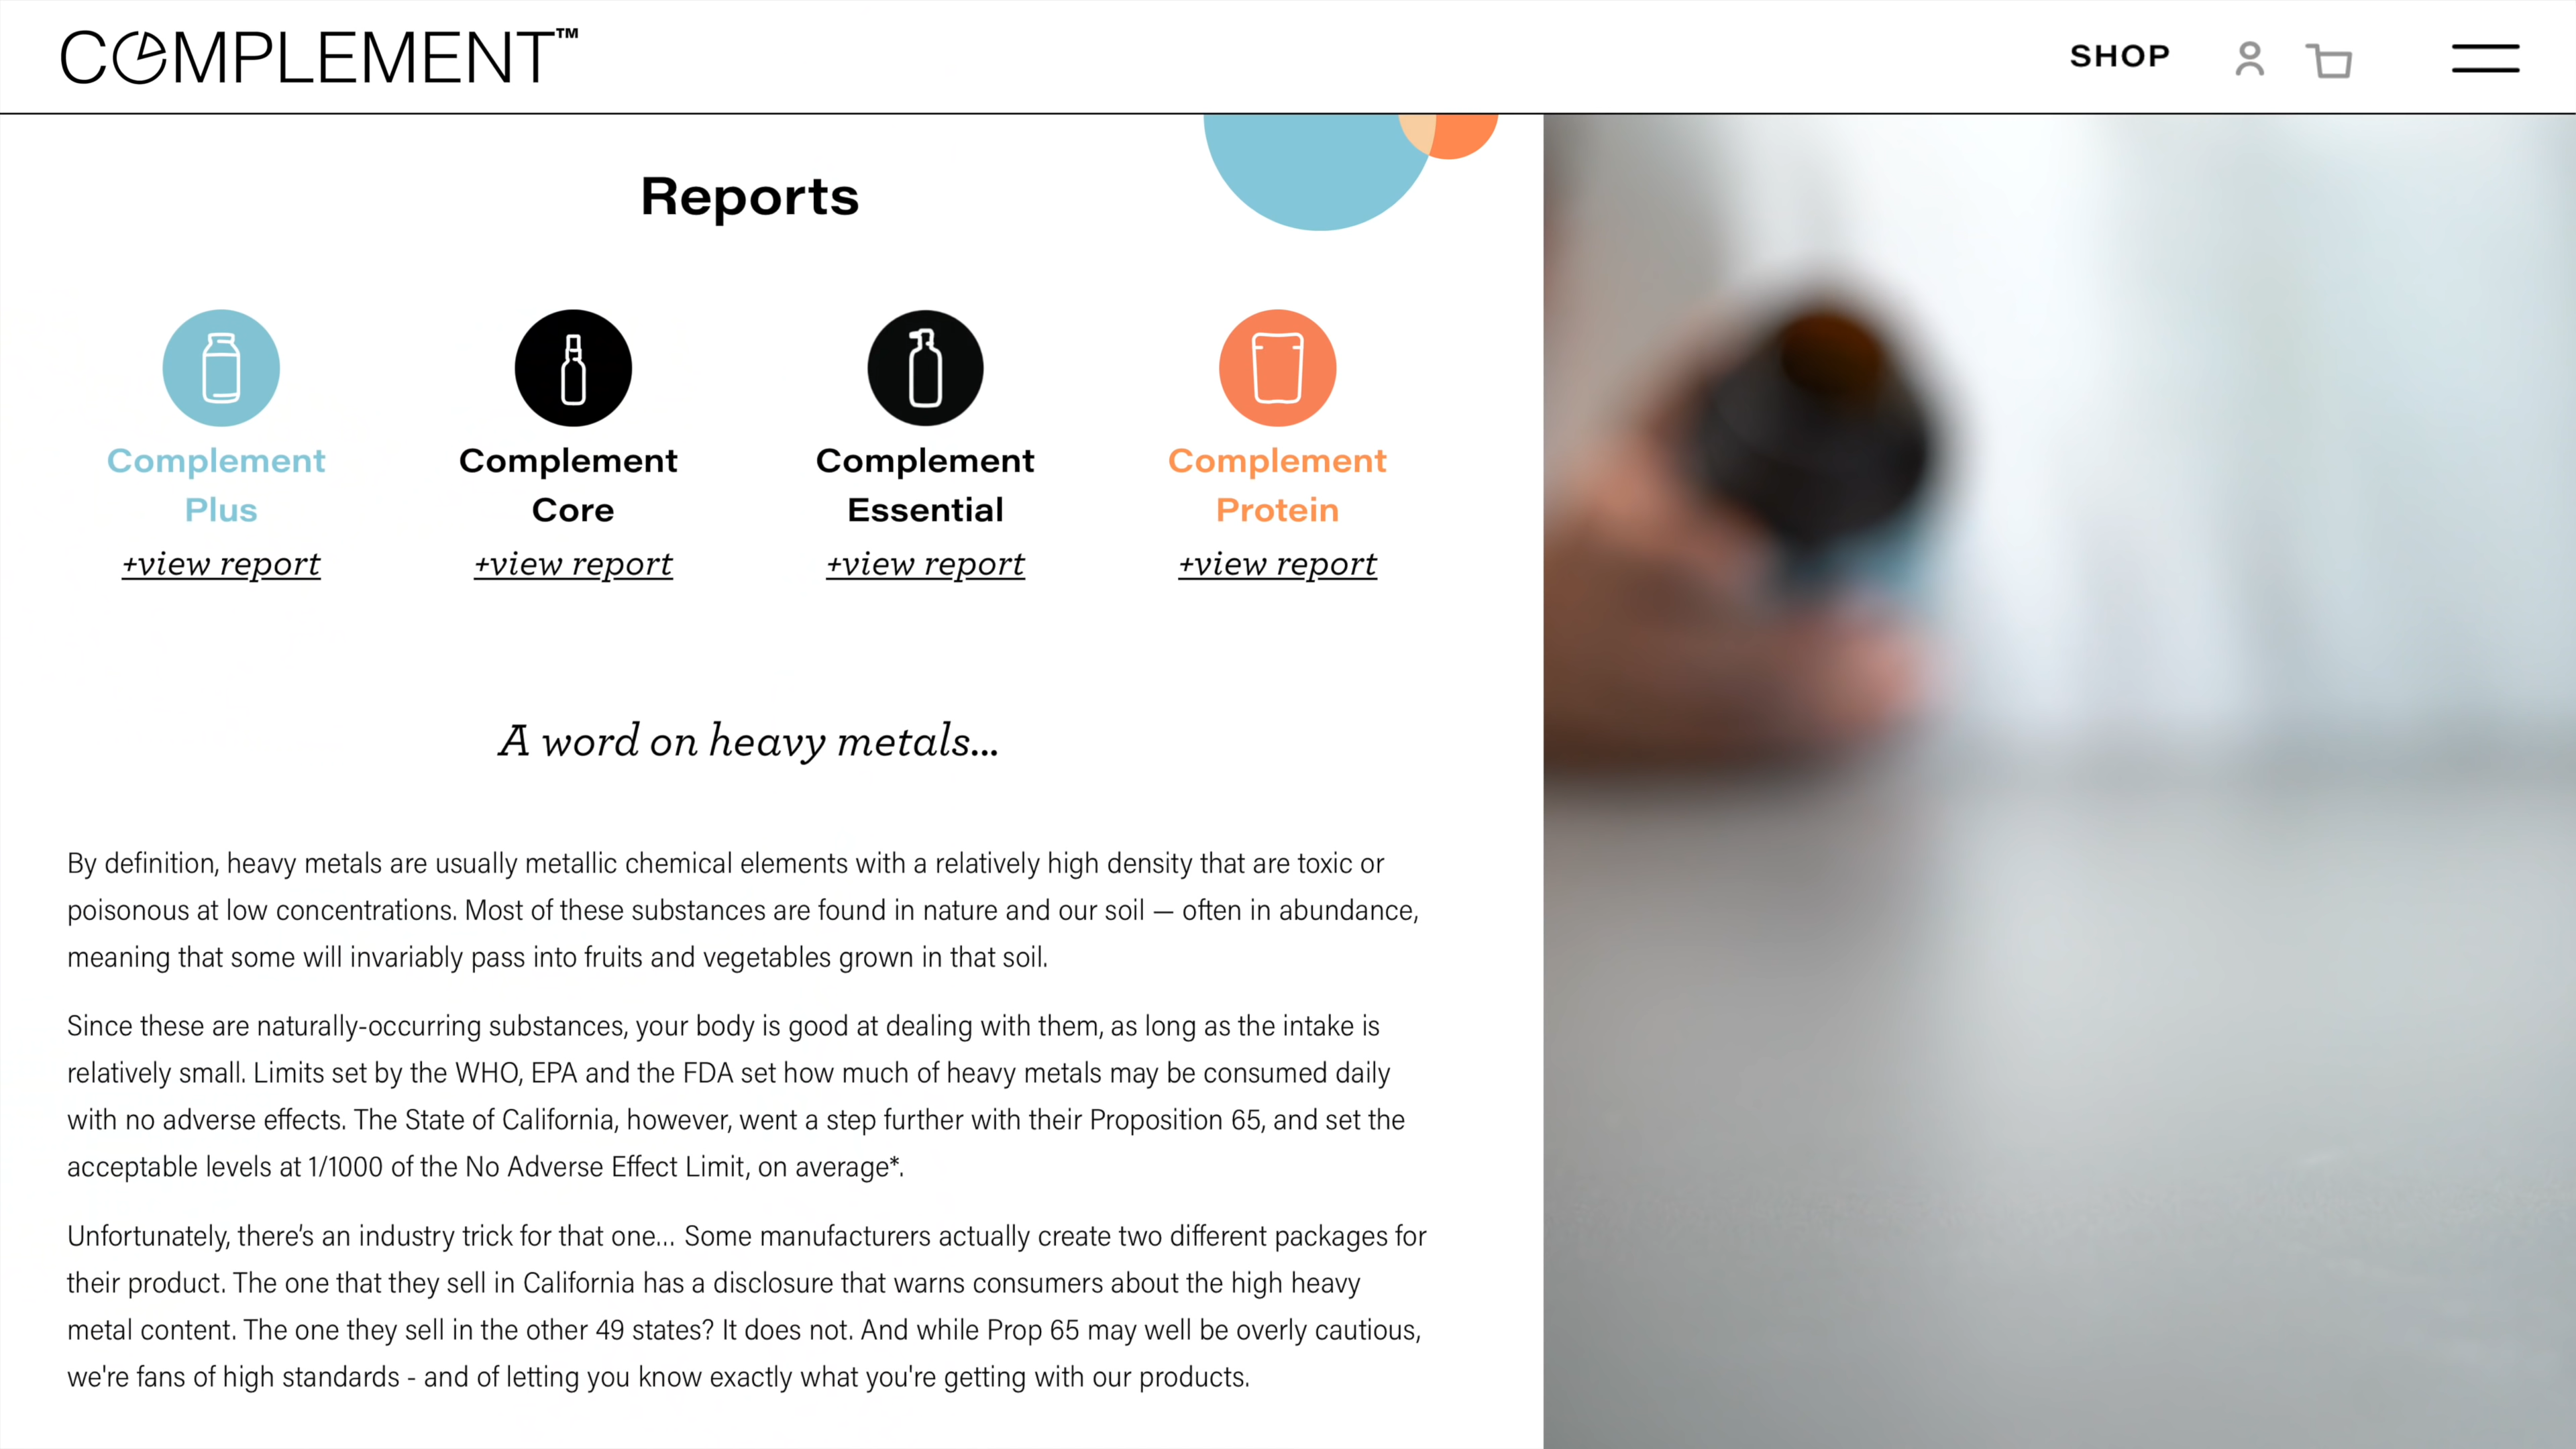 COMPLEMENT™
SHOP
Reports
Complement
Plus
+view report
Complement
Core
+view report
Complement
Essential
+view report
Complement
Protein
+view report
A word on heavy metals...
By definition, heavy metals are usually metallic chemical elements with a relatively high density that are toxic or
poisonous at low concentrations. Most of these substances are found in nature and our soil — often in abundance,
meaning that some will invariably pass into fruits and vegetables grown in that soil.
Since these are naturally-occurring substances, your body is good at dealing with them, as long as the intake is
relatively small. Limits set by the WHO, EPA and the FDA set how much of heavy metals may be consumed daily
with no adverse effects. The State of California, however, went a step further with their Proposition 65, and set the
acceptable levels at 1/1000 of the No Adverse Effect Limit, on average*.
Unfortunately, there’s an industry trick for that one... Some manufacturers actually create two different packages for
their product. The one that they sell in California has a disclosure that warns consumers about the high heavy
metal content. The one they sell in the other 49 states? It does not. And while Prop 65 may well be overly cautious,
we're fans of high standards - and of letting you know exactly what you're getting with our products.